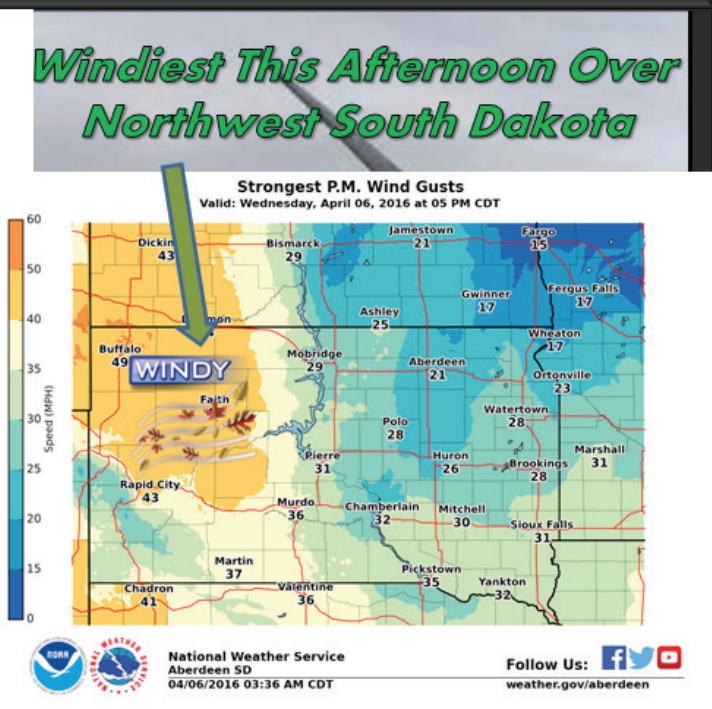 Windiest This Afternoon Over
Northwest South Dakota
Strongest P.M. Wind Gusts
Valid: Wednesday, April 06, 2016 at 05 PM CDT
60
50
40
35
30
25
20
15
0
Speed (MPH)
Jamestown
21
Fargo
15
Bismarck
29
43
Gwinner
17
Fergus Falls
17
Ashley
25
Wheaton
17
Buffalo
49
WINDY
Mobridge
29
Aberdeen
21
Ortonville
23
Faith
Watertown
28
Polo
28
Pierre
31
Huron
26
Brookings
28
Marshall
31
Rapid City
43
Murdo
36
Chamberlain
32
Mitchell
30
Sioux Falls
31
Martin
37
Pickstown
35
Chadron
41
Valentine
36
Yankton
32
NOAA
NATIONAL WEATHER SERVICE
National Weather Service
Aberdeen SD
04/06/2016 03:36 AM CDT
Follow Us:
weather.gov/aberdeen